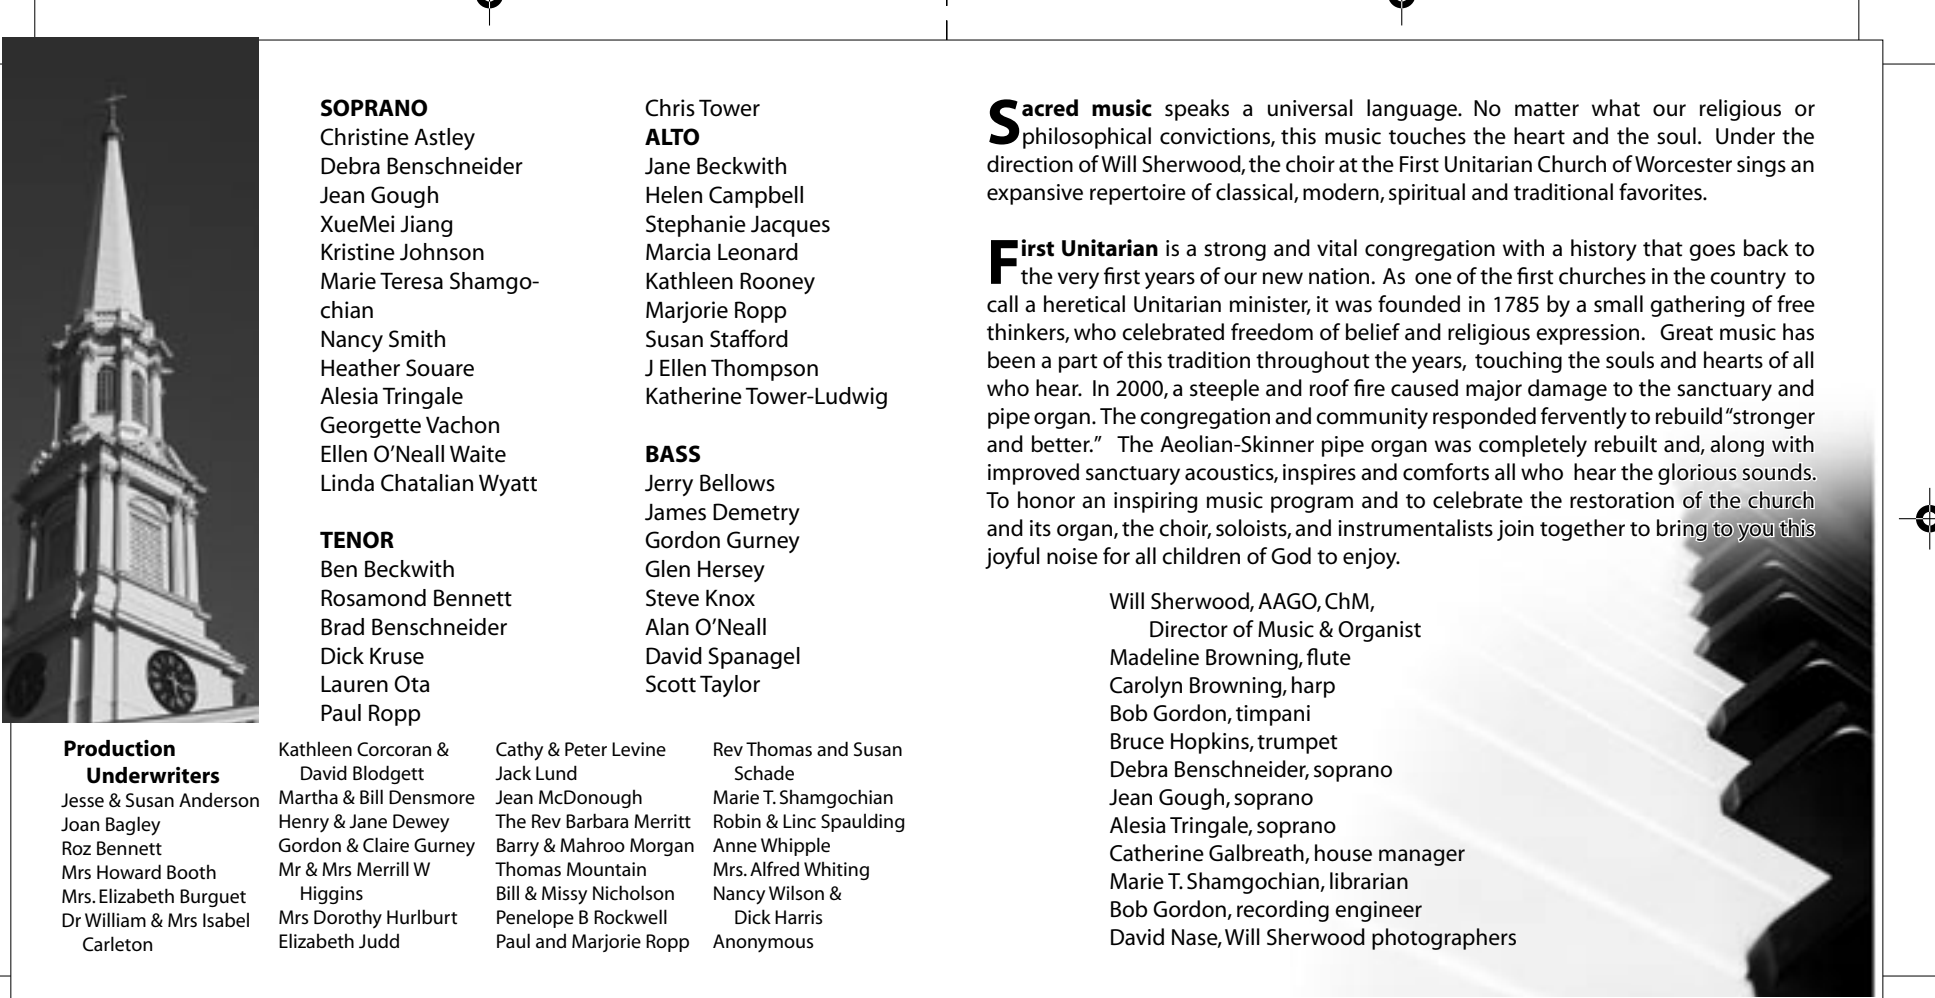 SOPRANO
Christine Astley
Debra Benschneider
Jean Gough
XueMei Jiang
Kristine Johnson
Marie Teresa Shamgo-
chian
Nancy Smith
Heather Souare
Alesia Tringale
Georgette Vachon
Ellen O’Neall Waite
Linda Chatalian Wyatt
TENOR
Ben Beckwith
Rosamond Bennett
Brad Benschneider
Dick Kruse
Lauren Ota
Paul Ropp
Chris Tower
ALTO
Jane Beckwith
Helen Campbell
Stephanie Jacques
Marcia Leonard
Kathleen Rooney
Marjorie Ropp
Susan Stafford
J Ellen Thompson
Katherine Tower-Ludwig
BASS
Jerry Bellows
James Demetry
Gordon Gurney
Glen Hersey
Steve Knox
Alan O’Neall
David Spanagel
Scott Taylor
Production
Underwriters
Jesse & Susan Anderson
Joan Bagley
Roz Bennett
Mrs Howard Booth
Mrs. Elizabeth Burguet
Dr William & Mrs Isabel
Carleton
Kathleen Corcoran &
David Blodgett
Martha & Bill Densmore
Henry & Jane Dewey
Gordon & Claire Gurney
Mr & Mrs Merrill W
Higgins
Mrs Dorothy Hurlburt
Elizabeth Judd
Cathy & Peter Levine
Jack Lund
Jean McDonough
The Rev Barbara Merritt
Barry & Mahroo Morgan
Thomas Mountain
Bill & Missy Nicholson
Penelope B Rockwell
Paul and Marjorie Ropp
Rev Thomas and Susan
Schade
Marie T. Shamgochian
Robin & Linc Spaulding
Anne Whipple
Mrs. Alfred Whiting
Nancy Wilson &
Dick Harris
Anonymous
Sacred music speaks a universal language. No matter what our religious or
philosophical convictions, this music touches the heart and the soul. Under the
direction of Will Sherwood, the choir at the First Unitarian Church of Worcester sings an
expansive repertoire of classical, modern, spiritual and traditional favorites.
First Unitarian is a strong and vital congregation with a history that goes back to
the very first years of our new nation. As one of the first churches in the country to
call a heretical Unitarian minister, it was founded in 1785 by a small gathering of free
thinkers, who celebrated freedom of belief and religious expression. Great music has
been a part of this tradition throughout the years, touching the souls and hearts of all
who hear. In 2000, a steeple and roof fire caused major damage to the sanctuary and
pipe organ. The congregation and community responded fervently to rebuild “stronger
and better.” The Aeolian-Skinner pipe organ was completely rebuilt and, along with
improved sanctuary acoustics, inspires and comforts all who hear the glorious sounds.
To honor an inspiring music program and to celebrate the restoration of the church
and its organ, the choir, soloists, and instrumentalists join together to bring to you this
joyful noise for all children of God to enjoy.
Will Sherwood, AAGO, ChM,
Director of Music & Organist
Madeline Browning, flute
Carolyn Browning, harp
Bob Gordon, timpani
Bruce Hopkins, trumpet
Debra Benschneider, soprano
Jean Gough, soprano
Alesia Tringale, soprano
Catherine Galbreath, house manager
Marie T. Shamgochian, librarian
Bob Gordon, recording engineer
David Nase, Will Sherwood photographers